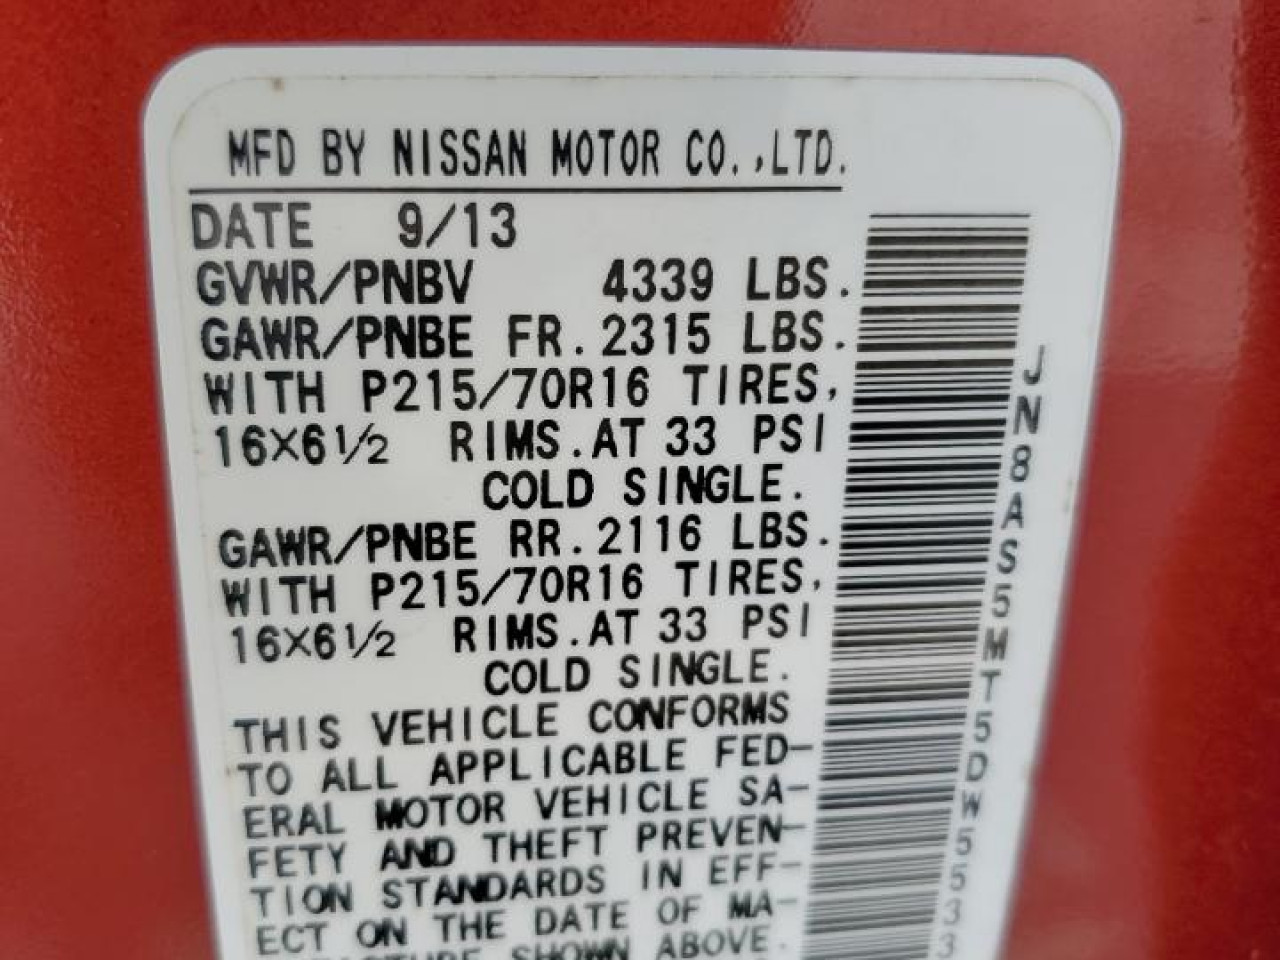 MFD BY NISSAN MOTOR CO.,LTD.
DATE 9/13
GVWR/PNBV 4339 LBS.
GAWR/PNBE FR. 2315 LBS.
WITH P215/70R16 TIRES,
16X6½ RIMS. AT 33 PSI
COLD SINGLE.
GAWR/PNBE RR. 2116 LBS.
WITH P215/70R16 TIRES,
16X6½ RIMS. AT 33 PSI
COLD SINGLE.
THIS VEHICLE CONFORMS
TO ALL APPLICABLE FED-
ERAL MOTOR VEHICLE SA-
FETY AND THEFT PREVEN-
TION STANDARDS IN EFF-
ECT ON THE DATE OF MA-
SHOWN ABOVE.
JN8AS5MT5DW5533